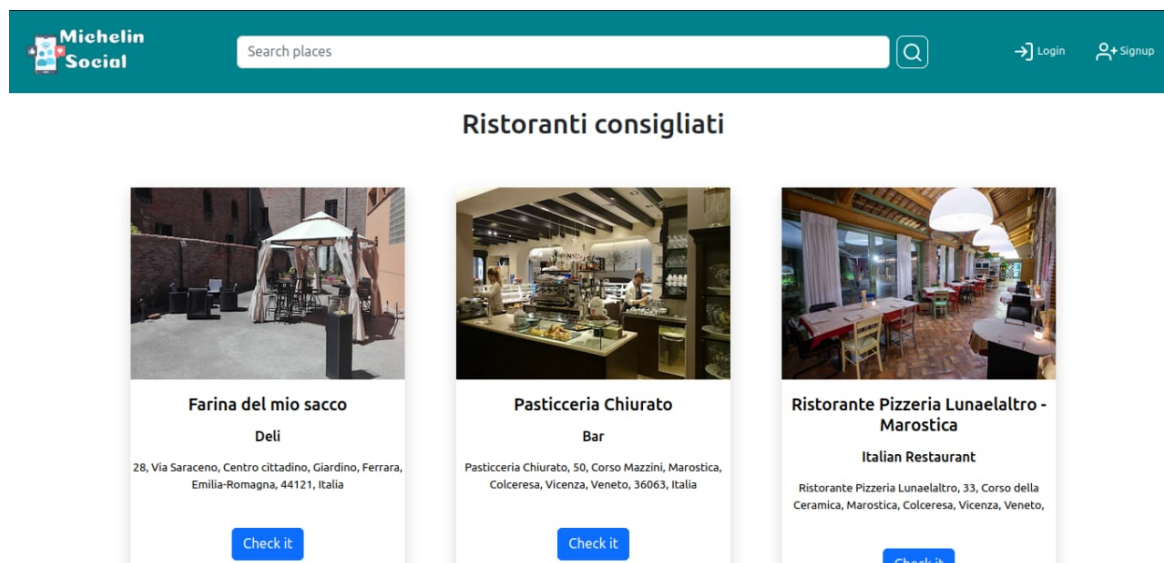 Michelin
Social
Search places
Login
Signup
Ristoranti consigliati
Farina del mio sacco
Deli
28, Via Saraceno, Centro cittadino, Giardino, Ferrara,
Emilia-Romagna, 44121, Italia
Check it
Pasticceria Chiurato
Bar
Pasticceria Chiurato, 50, Corso Mazzini, Marostica,
Colceresa, Vicenza, Veneto, 36063, Italia
Check it
Ristorante Pizzeria Lunaelaltro -
Marostica
Italian Restaurant
Ristorante Pizzeria Lunaelaltro, 33, Corso della
Ceramica, Marostica, Colceresa, Vicenza, Veneto,
Check it